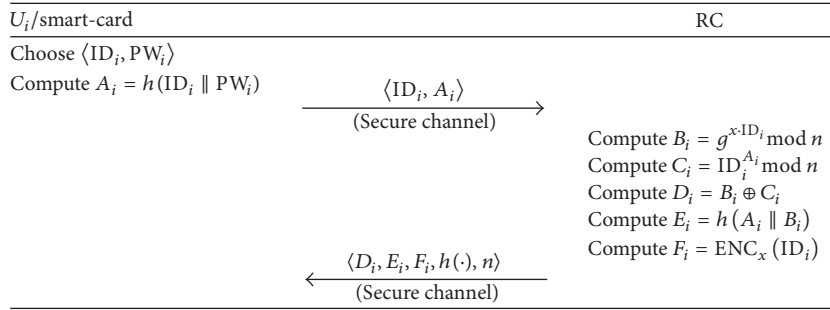 U_i/smart-card RC
Choose ⟨ID_i, PW_i⟩
Compute A_i = h(ID_i ∥ PW_i)
⟨ID_i, A_i⟩
(Secure channel)
Compute B_i = g^{x·ID_i} mod n
Compute C_i = ID_i^{A_i} mod n
Compute D_i = B_i ⊕ C_i
Compute E_i = h(A_i ∥ B_i)
Compute F_i = ENC_x(ID_i)
⟨D_i, E_i, F_i, h(·), n⟩
(Secure channel)